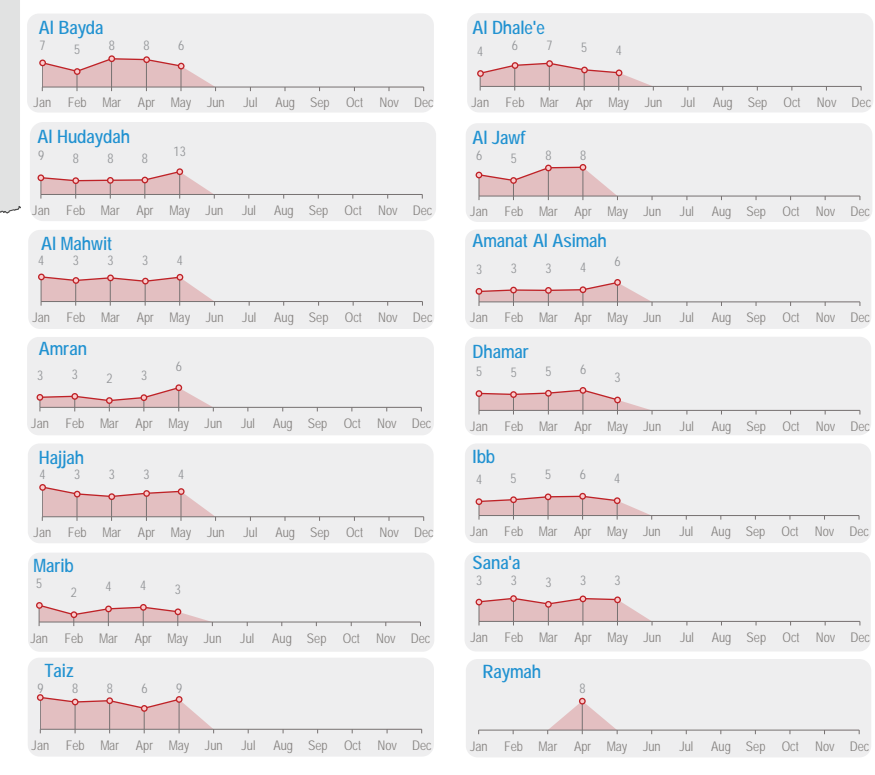 Al Bayda
7 5 8 8 6
Jan Feb Mar Apr May Jun Jul Aug Sep Oct Nov Dec
Al Dhale'e
4 6 7 5 4
Jan Feb Mar Apr May Jun Jul Aug Sep Oct Nov Dec
Al Hudaydah
9 8 8 8 13
Jan Feb Mar Apr May Jun Jul Aug Sep Oct Nov Dec
Al Jawf
6 5 8 8
Jan Feb Mar Apr May Jun Jul Aug Sep Oct Nov Dec
Al Mahwit
4 3 3 3 4
Jan Feb Mar Apr May Jun Jul Aug Sep Oct Nov Dec
Amanat Al Asimah
3 3 3 4 6
Jan Feb Mar Apr May Jun Jul Aug Sep Oct Nov Dec
Amran
3 3 2 3 6
Jan Feb Mar Apr May Jun Jul Aug Sep Oct Nov Dec
Dhamar
5 5 5 6 3
Jan Feb Mar Apr May Jun Jul Aug Sep Oct Nov Dec
Hajjah
4 3 3 3 4
Jan Feb Mar Apr May Jun Jul Aug Sep Oct Nov Dec
Ibb
4 5 5 6 4
Jan Feb Mar Apr May Jun Jul Aug Sep Oct Nov Dec
Marib
5 2 4 4 3
Jan Feb Mar Apr May Jun Jul Aug Sep Oct Nov Dec
Sana'a
3 3 3 3 3
Jan Feb Mar Apr May Jun Jul Aug Sep Oct Nov Dec
Taiz
9 8 8 6 9
Jan Feb Mar Apr May Jun Jul Aug Sep Oct Nov Dec
Raymah
8
Jan Feb Mar Apr May Jun Jul Aug Sep Oct Nov Dec